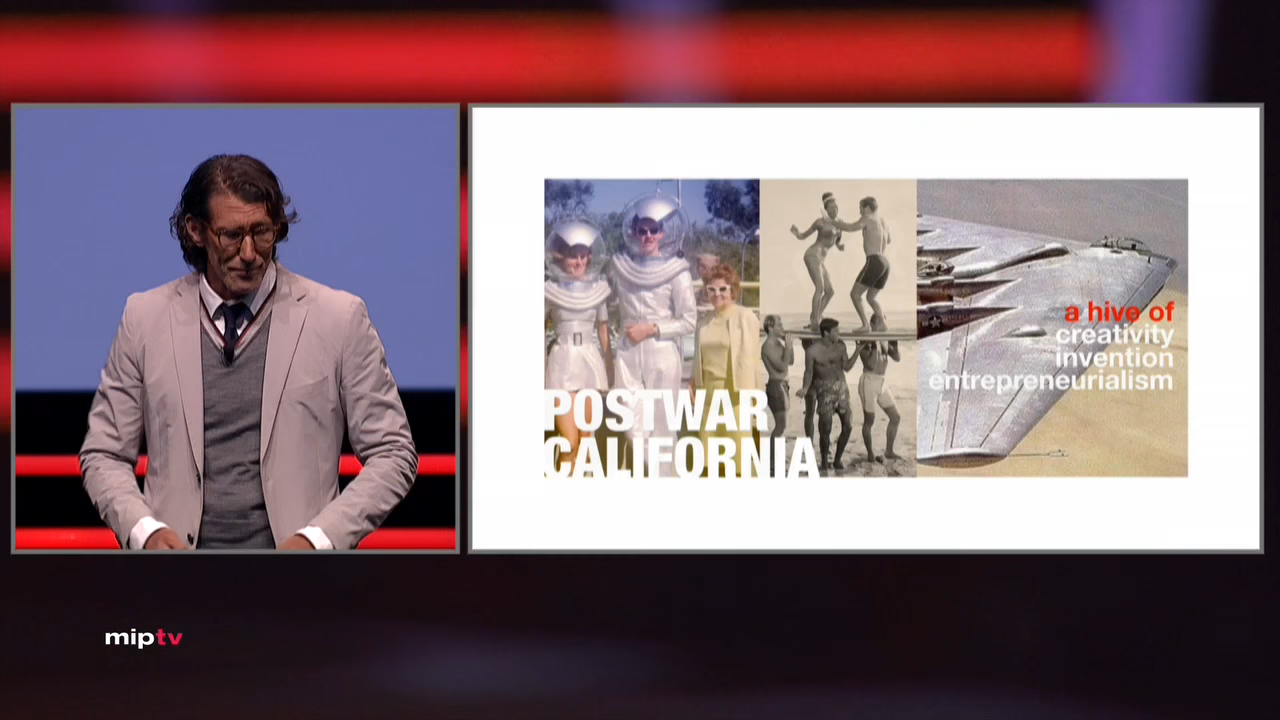 POSTWAR
CALIFORNIA
a hive of
creativity
invention
entrepreneurialism
miptv